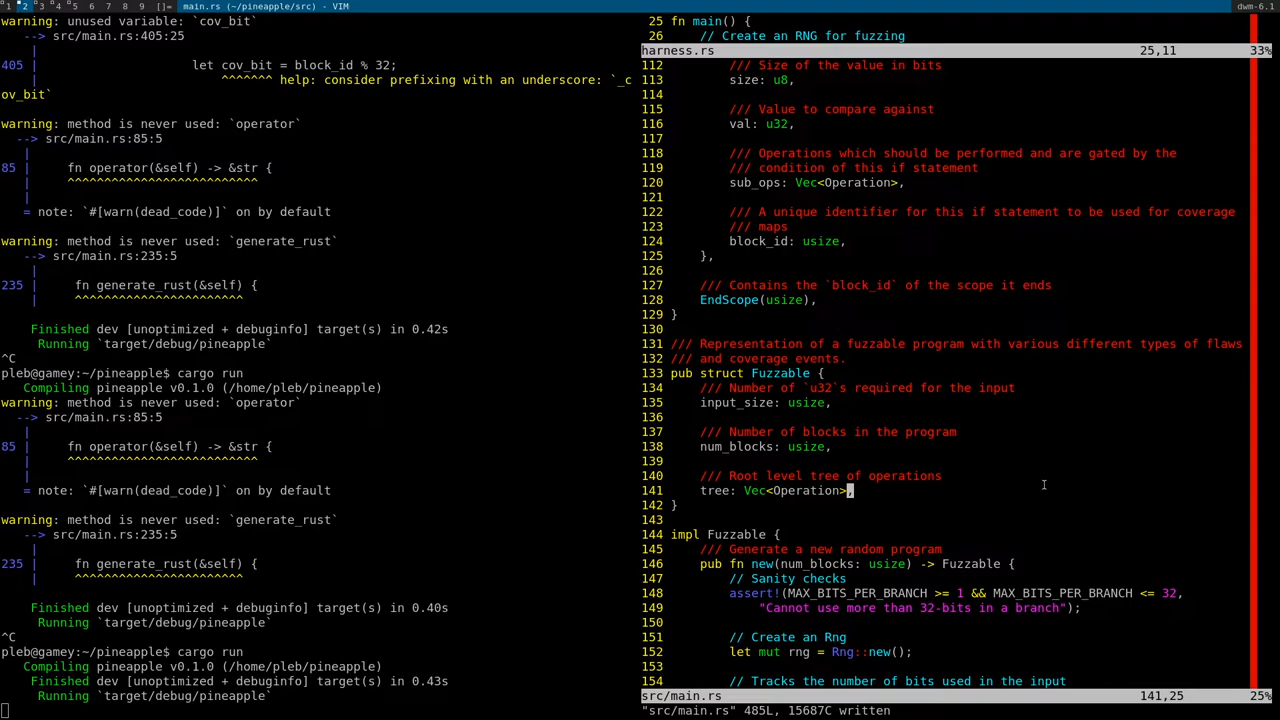 1 2 3 4 5 6 7 8 9 []= main.rs (~/pineapple/src) - VIM dwm-6.1
warning: unused variable: `cov_bit`
--> src/main.rs:405:25
|
405 | let cov_bit = block_id % 32;
| ^^^^^^^ help: consider prefixing with an underscore: `_c
ov_bit`
warning: method is never used: `operator`
--> src/main.rs:85:5
|
85 | fn operator(&self) -> &str {
| ^^^^^^^^^^^^^^^^^^^^^^^^^^
|
= note: `#[warn(dead_code)]` on by default
warning: method is never used: `generate_rust`
--> src/main.rs:235:5
|
235 | fn generate_rust(&self) {
| ^^^^^^^^^^^^^^^^^^^^^^^
Finished dev [unoptimized + debuginfo] target(s) in 0.42s
Running `target/debug/pineapple`
^C
pleb@gamey:~/pineapple$ cargo run
Compiling pineapple v0.1.0 (/home/pleb/pineapple)
warning: method is never used: `operator`
--> src/main.rs:85:5
|
85 | fn operator(&self) -> &str {
| ^^^^^^^^^^^^^^^^^^^^^^^^^^
|
= note: `#[warn(dead_code)]` on by default
warning: method is never used: `generate_rust`
--> src/main.rs:235:5
|
235 | fn generate_rust(&self) {
| ^^^^^^^^^^^^^^^^^^^^^^^
Finished dev [unoptimized + debuginfo] target(s) in 0.40s
Running `target/debug/pineapple`
^C
pleb@gamey:~/pineapple$ cargo run
Compiling pineapple v0.1.0 (/home/pleb/pineapple)
Finished dev [unoptimized + debuginfo] target(s) in 0.43s
Running `target/debug/pineapple`
25 fn main() {
26 // Create an RNG for fuzzing
harness.rs 25,11 33%
112 /// Size of the value in bits
113 size: u8,
114
115 /// Value to compare against
116 val: u32,
117
118 /// Operations which should be performed and are gated by the
119 /// condition of this if statement
120 sub_ops: Vec<Operation>,
121
122 /// A unique identifier for this if statement to be used for coverage
123 /// maps
124 block_id: usize,
125 },
126
127 /// Contains the `block_id` of the scope it ends
128 EndScope(usize),
129 }
130
131 /// Representation of a fuzzable program with various different types of flaws
132 /// and coverage events.
133 pub struct Fuzzable {
134 /// Number of `u32`s required for the input
135 input_size: usize,
136
137 /// Number of blocks in the program
138 num_blocks: usize,
139
140 /// Root level tree of operations
141 tree: Vec<Operation>,
142 }
143
144 impl Fuzzable {
145 /// Generate a new random program
146 pub fn new(num_blocks: usize) -> Fuzzable {
147 // Sanity checks
148 assert!(MAX_BITS_PER_BRANCH >= 1 && MAX_BITS_PER_BRANCH <= 32,
149 "Cannot use more than 32-bits in a branch");
150
151 // Create an Rng
152 let mut rng = Rng::new();
153
154 // Tracks the number of bits used in the input
src/main.rs 141,25 25%
"src/main.rs" 485L, 15687C written